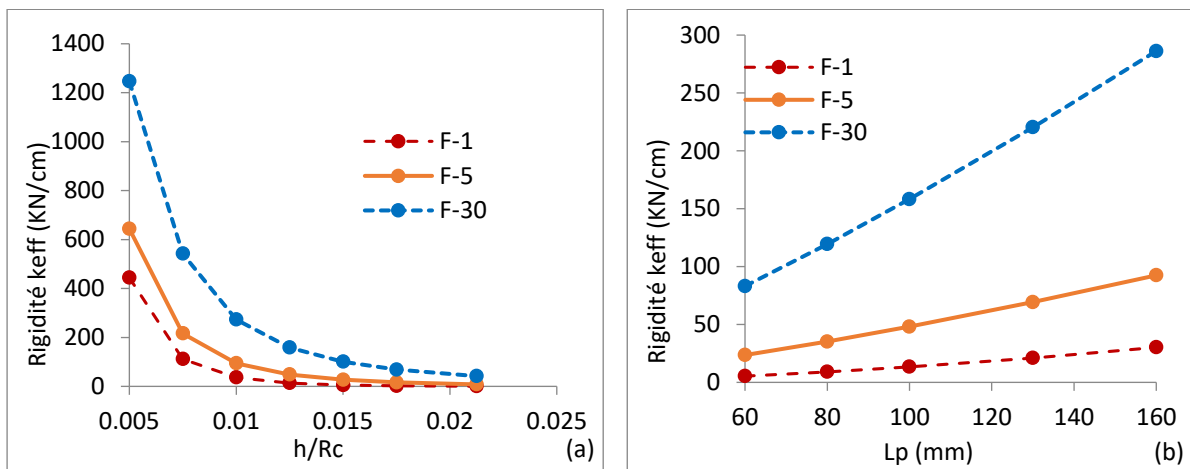 Rigidité keff (KN/cm)
1400
1200
1000
800
600
400
200
0
0.005
0.01
0.015
0.02
0.025
h/Rc
(a)
F-1
F-5
F-30
Rigidité keff (KN/cm)
300
250
200
150
100
50
0
60
80
100
120
140
160
Lp (mm)
(b)
F-1
F-5
F-30